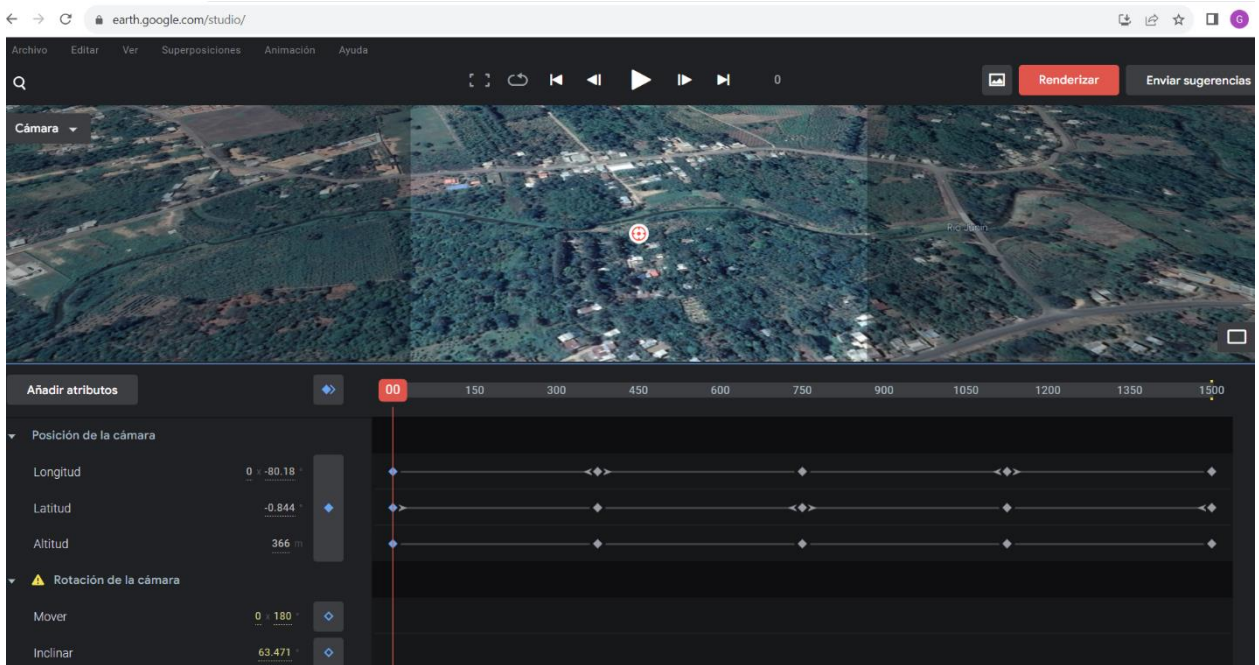 earth.google.com/studio/
G
Archivo Editar Ver Superposiciones Animación Ayuda
0
Renderizar
Enviar sugerencias
Cámara
Río Junín
Añadir atributos
00 150 300 450 600 750 900 1050 1200 1350 1500
Posición de la cámara
Longitud 0 x -80.18 °
Latitud -0.844 °
Altitud 366 m
Rotación de la cámara
Mover 0 x 180 °
Inclinar 63.471 °